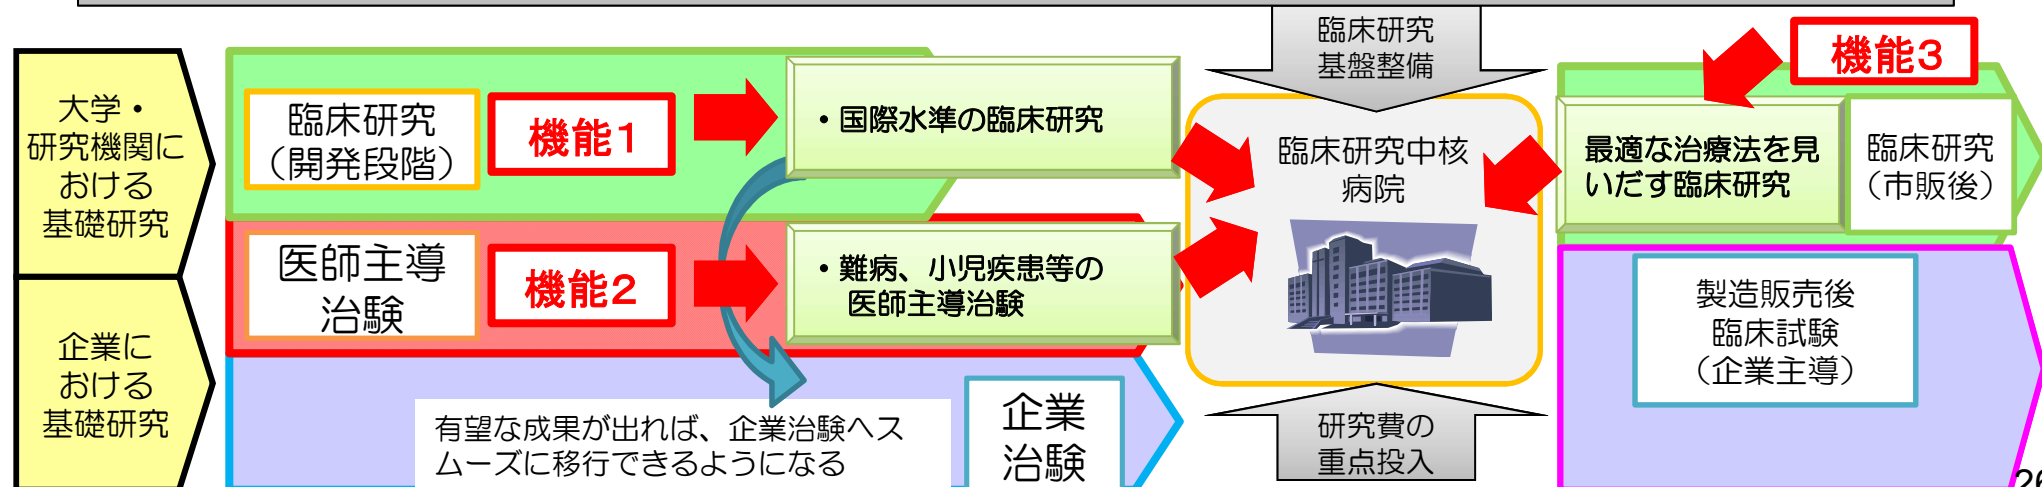 大学・
研究機関に
おける
基礎研究
企業に
おける
基礎研究
臨床研究
（開発段階）
機能１
・国際水準の臨床研究
医師主導
治験
機能２
・難病、小児疾患等の
医師主導治験
有望な成果が出れば、企業治験へス
ムーズに移行できるようになる
企業
治験
臨床研究
基盤整備
臨床研究中核
病院
研究費の
重点投入
機能３
最適な治療法を見
いだす臨床研究
臨床研究
（市販後）
製造販売後
臨床試験
（企業主導）